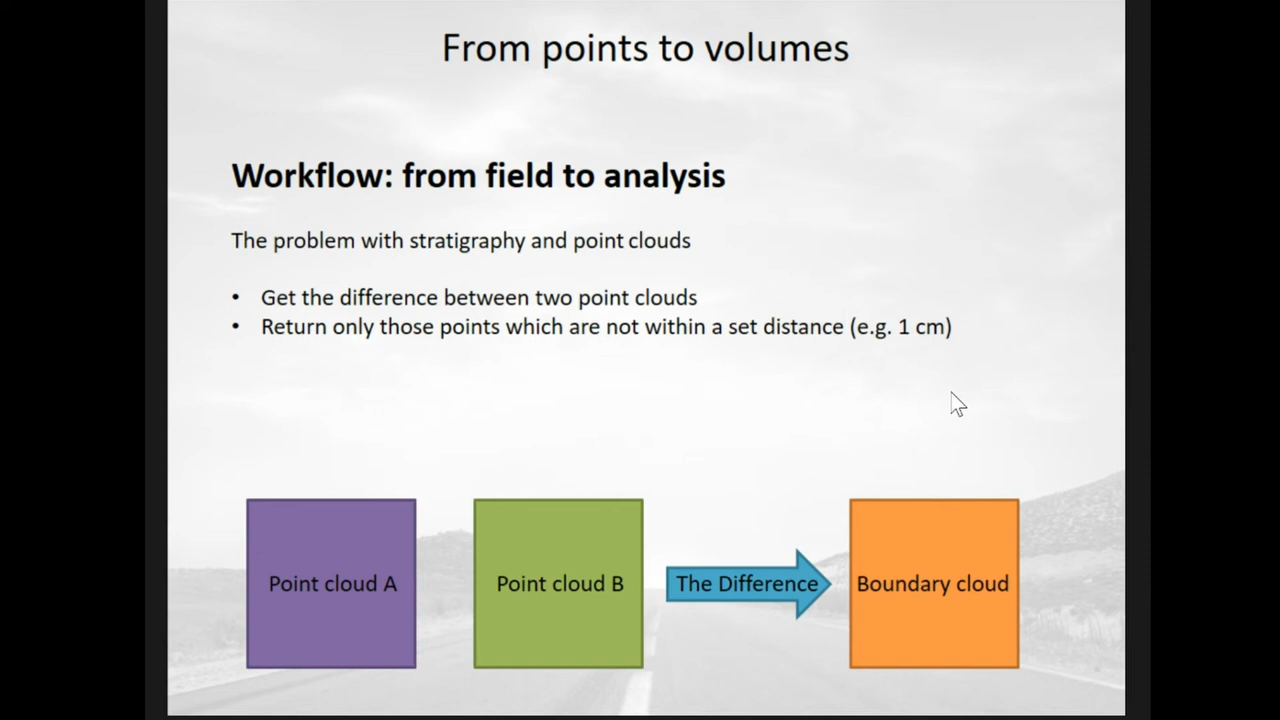 From points to volumes
Workflow: from field to analysis
The problem with stratigraphy and point clouds
• Get the difference between two point clouds
• Return only those points which are not within a set distance (e.g. 1 cm)
Point cloud A
Point cloud B
The Difference
Boundary cloud